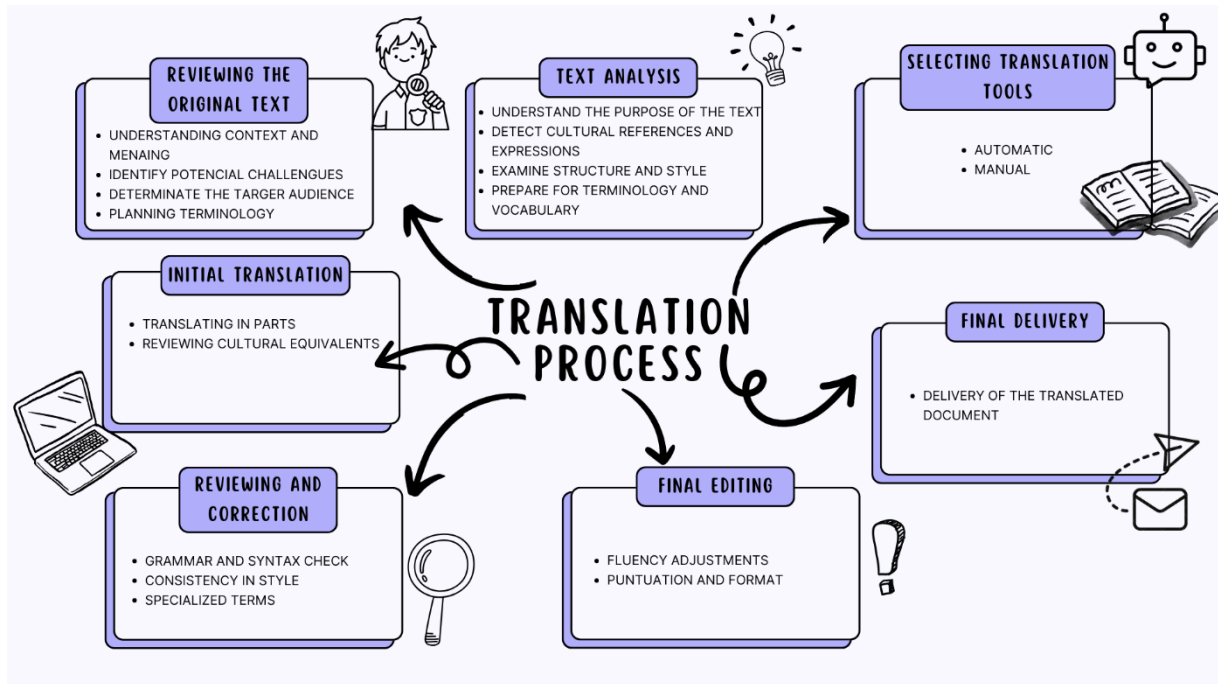 REVIEWING THE
ORIGINAL TEXT
• UNDERSTANDING CONTEXT AND
MENAING
• IDENTIFY POTENCIAL CHALLENGUES
• DETERMINATE THE TARGER AUDIENCE
• PLANNING TERMINOLOGY
TEXT ANALYSIS
• UNDERSTAND THE PURPOSE OF THE TEXT
• DETECT CULTURAL REFERENCES AND
EXPRESSIONS
• EXAMINE STRUCTURE AND STYLE
• PREPARE FOR TERMINOLOGY AND
VOCABULARY
SELECTING TRANSLATION
TOOLS
• AUTOMATIC
• MANUAL
INITIAL TRANSLATION
• TRANSLATING IN PARTS
• REVIEWING CULTURAL EQUIVALENTS
TRANSLATION
PROCESS
FINAL DELIVERY
• DELIVERY OF THE TRANSLATED
DOCUMENT
REVIEWING AND
CORRECTION
• GRAMMAR AND SYNTAX CHECK
• CONSISTENCY IN STYLE
• SPECIALIZED TERMS
FINAL EDITING
• FLUENCY ADJUSTMENTS
• PUNTUATION AND FORMAT